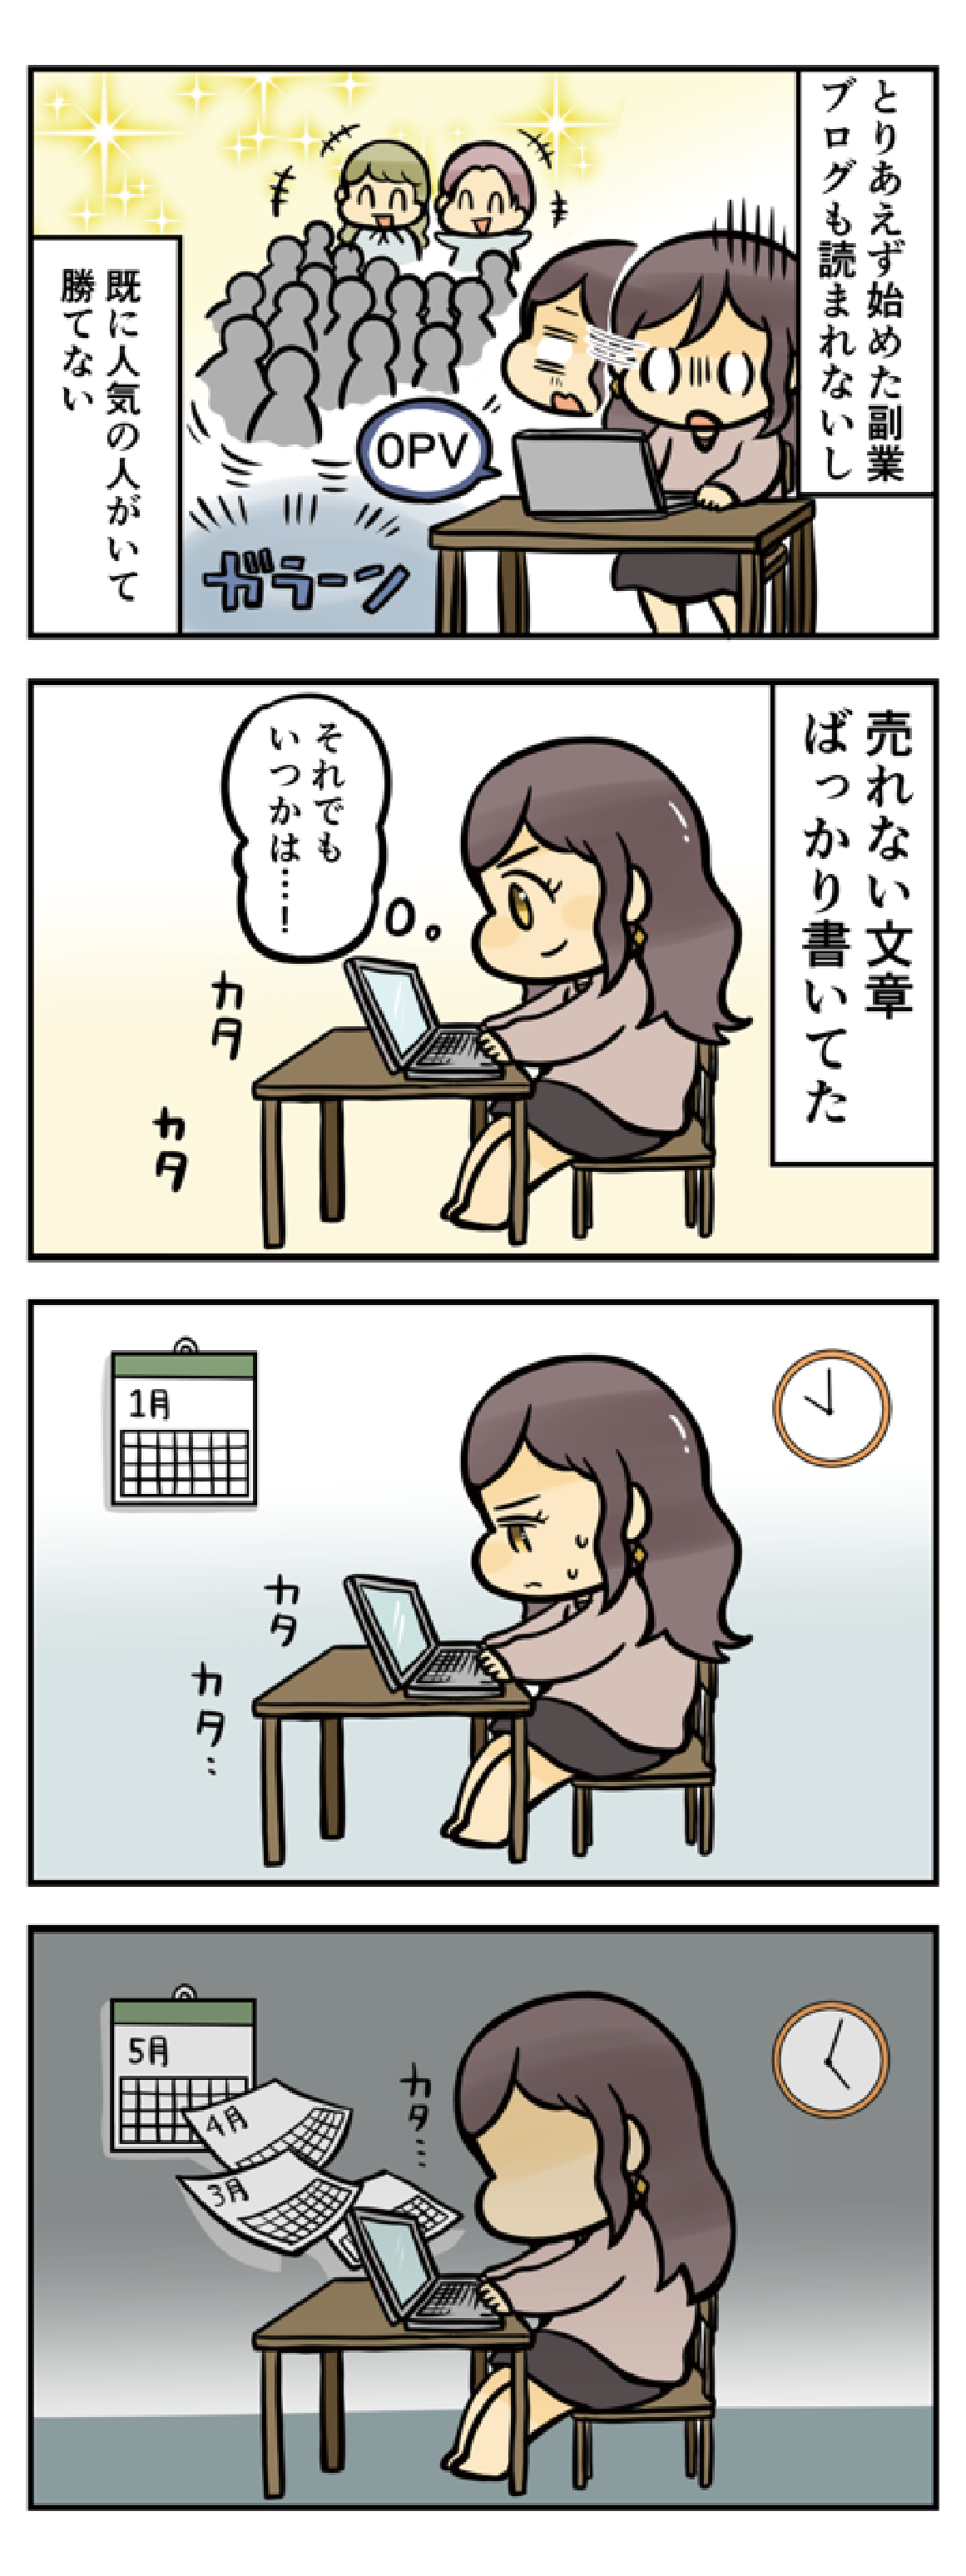 とりあえず始めた副業
ブログも読まれないし
0PV
ガラーン
既に人気の人がいて
勝てない
売れない文章
ばっかり書いてた
それでも
いつかは…!
カタ
カタ
1月
カタ
カタ…
5月
4月
3月
カタ…